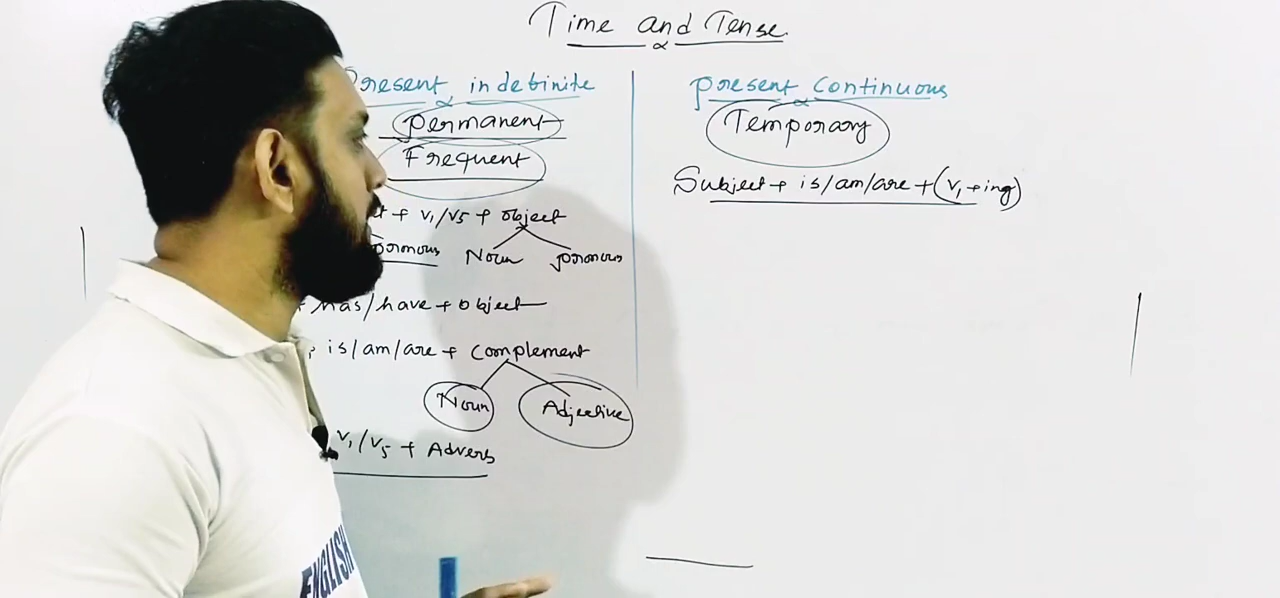 Time and Tense
Present indefinite
Permanent
Frequent
+ V1/V5 + Object
Noun pronoun
has/have + Object
is/am/are + Complement
Noun Adjective
V1/V5 + Adverb
present Continuous
Temporary
Subject + is/am/are + (V1 + ing)
ENGLISH